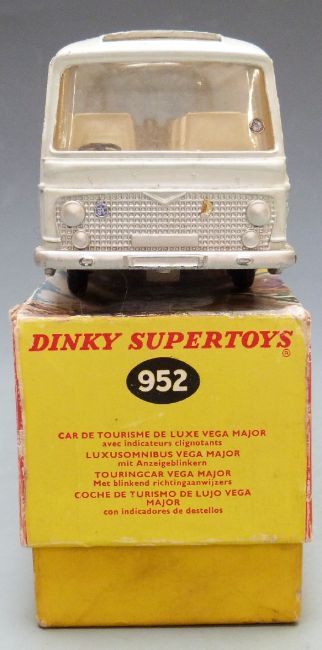 DINKY SUPERTOYS®
952
CAR DE TOURISME DE LUXE VEGA MAJOR
avec indicateurs clignotants
LUXUSOMNIBUS VEGA MAJOR
mit Anzeigeblinkern
TOURINGCAR VEGA MAJOR
Met blinkend richtingaanwijzers
COCHE DE TURISMO DE LUJO VEGA
MAJOR
con indicadores de destellos